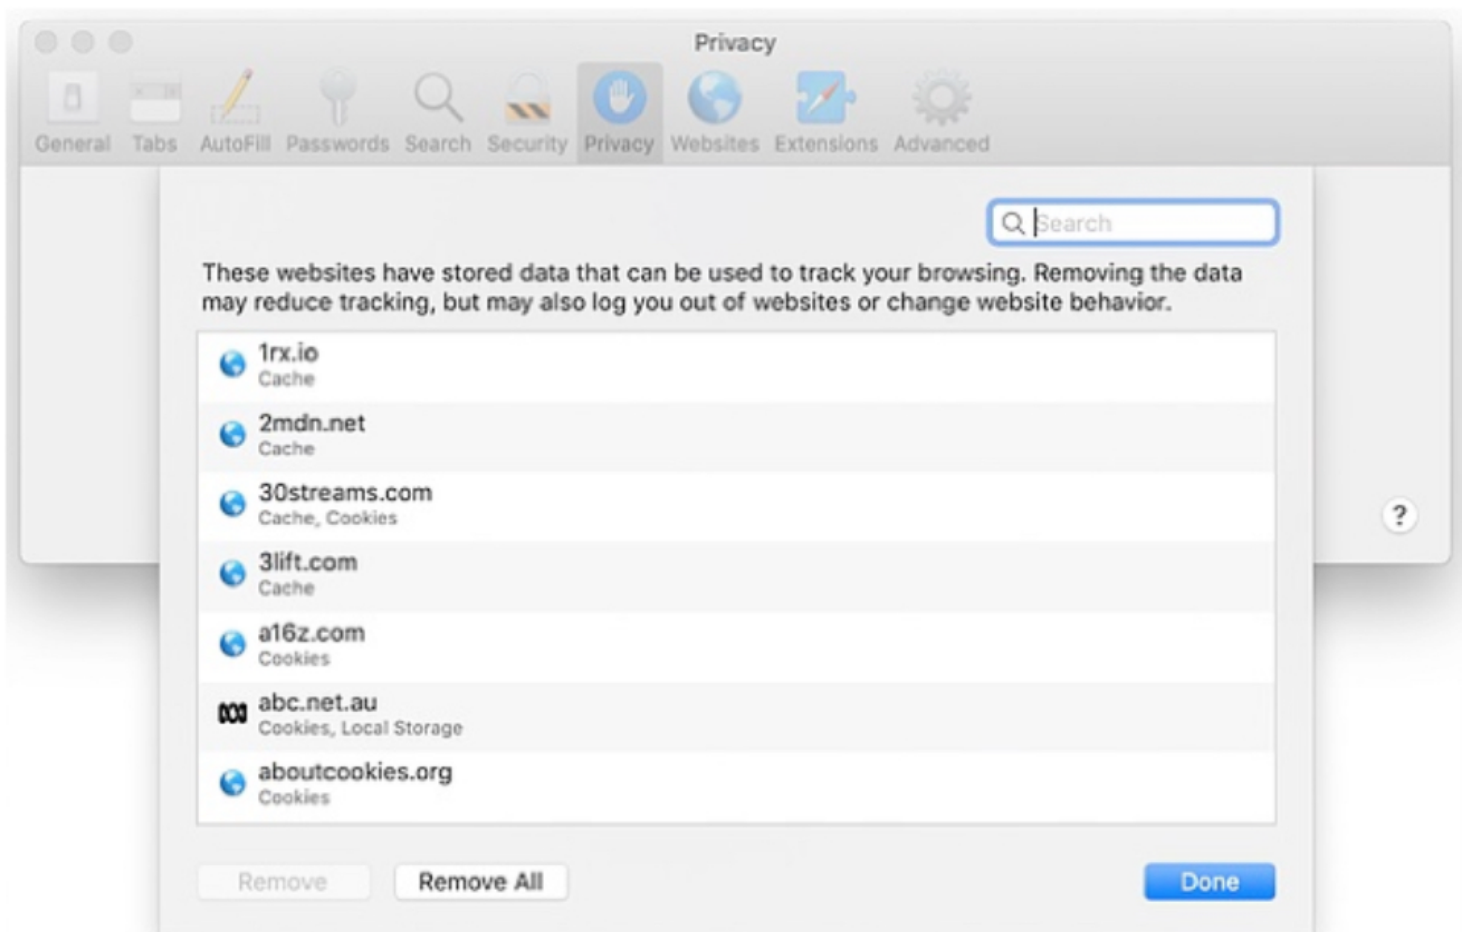 Privacy
General Tabs AutoFill Passwords Search Security Privacy Websites Extensions Advanced
Search
These websites have stored data that can be used to track your browsing. Removing the data
may reduce tracking, but may also log you out of websites or change website behavior.
1rx.io
Cache
2mdn.net
Cache
30streams.com
Cache, Cookies
?
3lift.com
Cache
a16z.com
Cookies
abc.net.au
Cookies, Local Storage
aboutcookies.org
Cookies
Remove Remove All Done